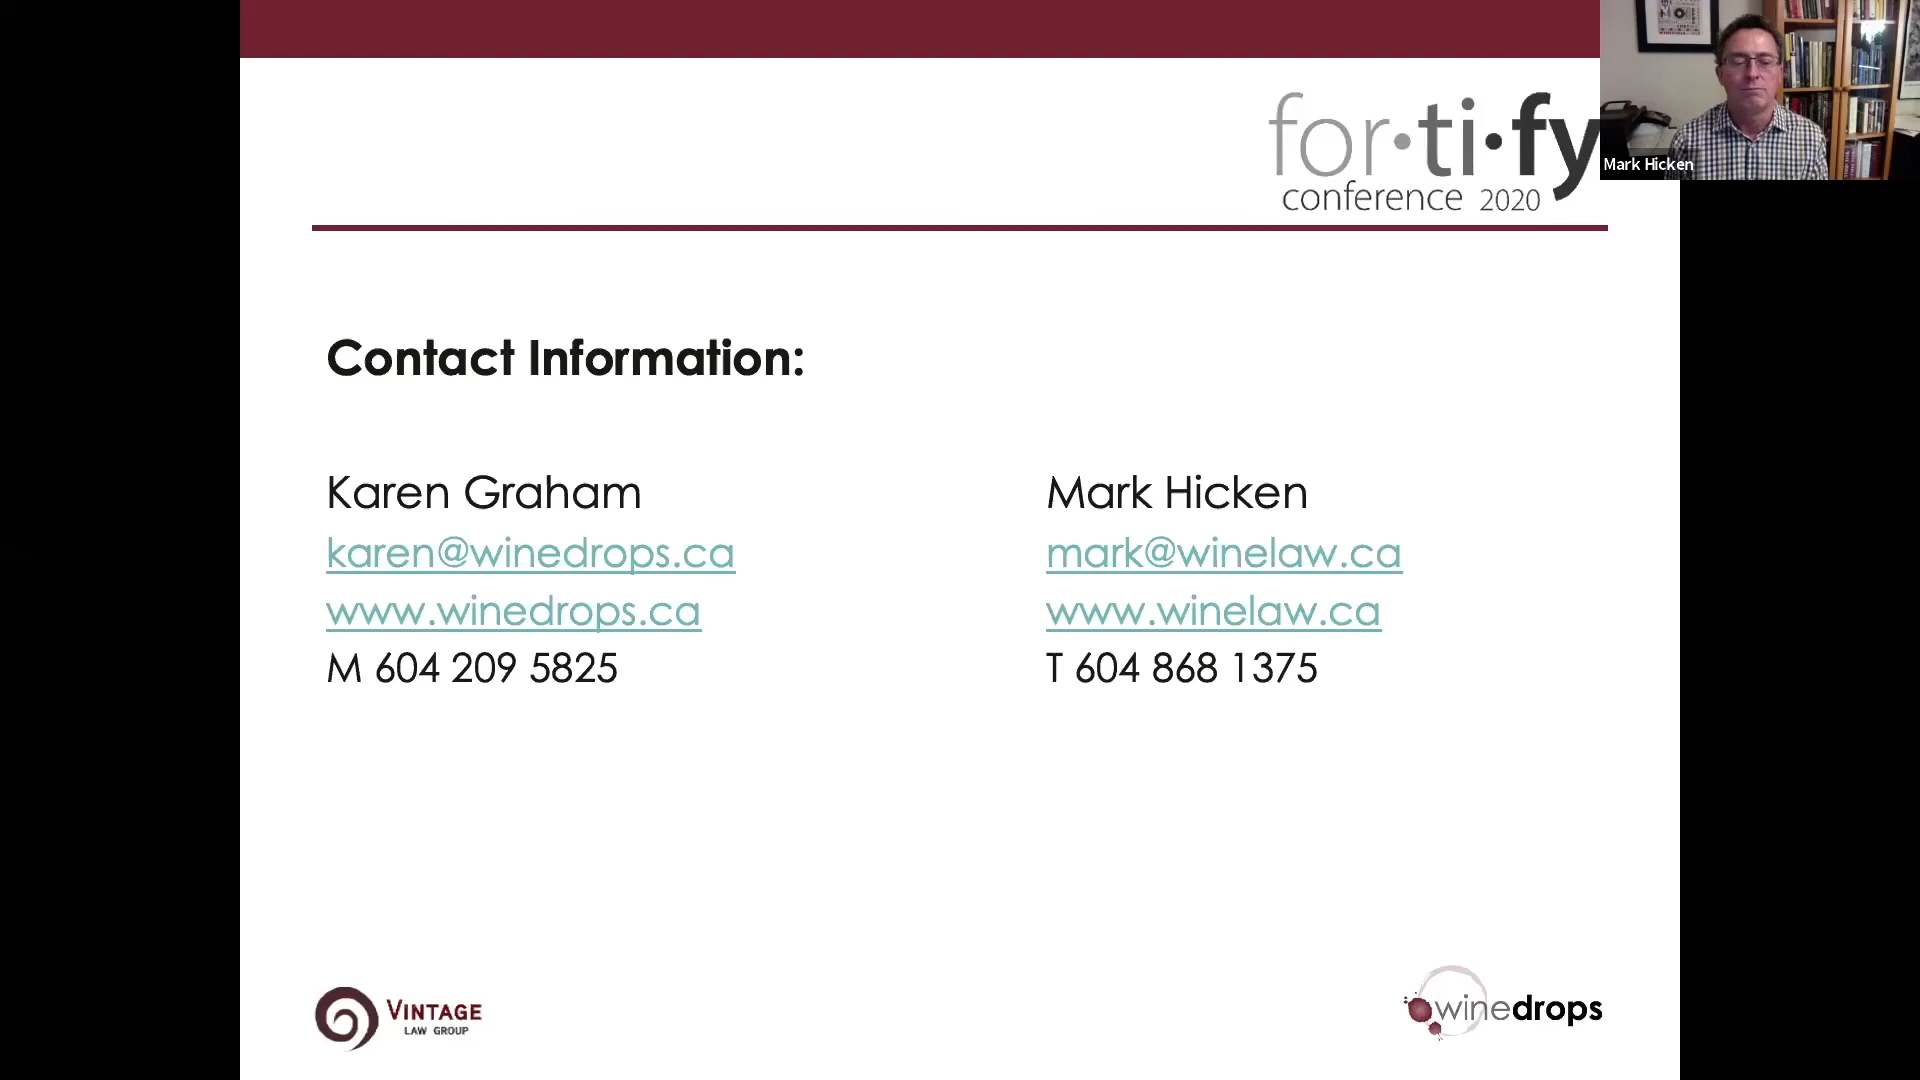 for·ti·fy
conference 2020
Mark Hicken
Contact Information:
Karen Graham
karen@winedrops.ca
www.winedrops.ca
M 604 209 5825
Mark Hicken
mark@winelaw.ca
www.winelaw.ca
T 604 868 1375
VINTAGE
LAW GROUP
winedrops